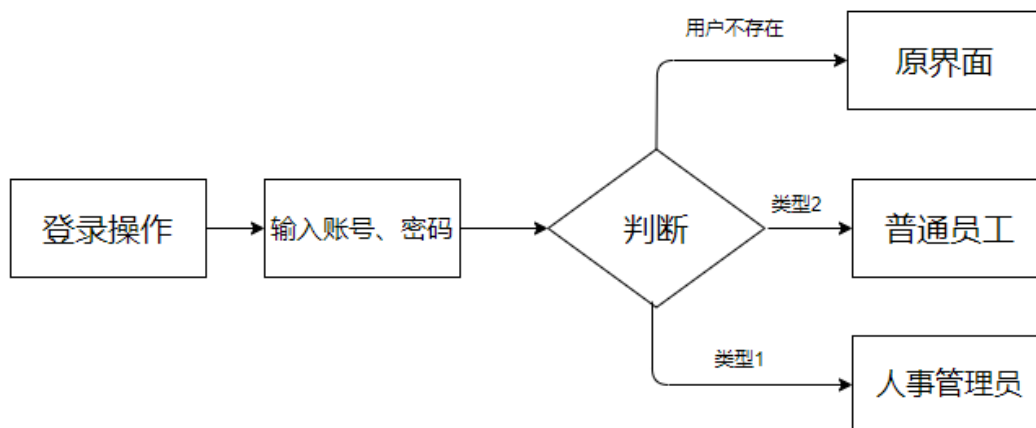 用户不存在
原界面
登录操作
输入账号、密码
判断
类型2
普通员工
类型1
人事管理员